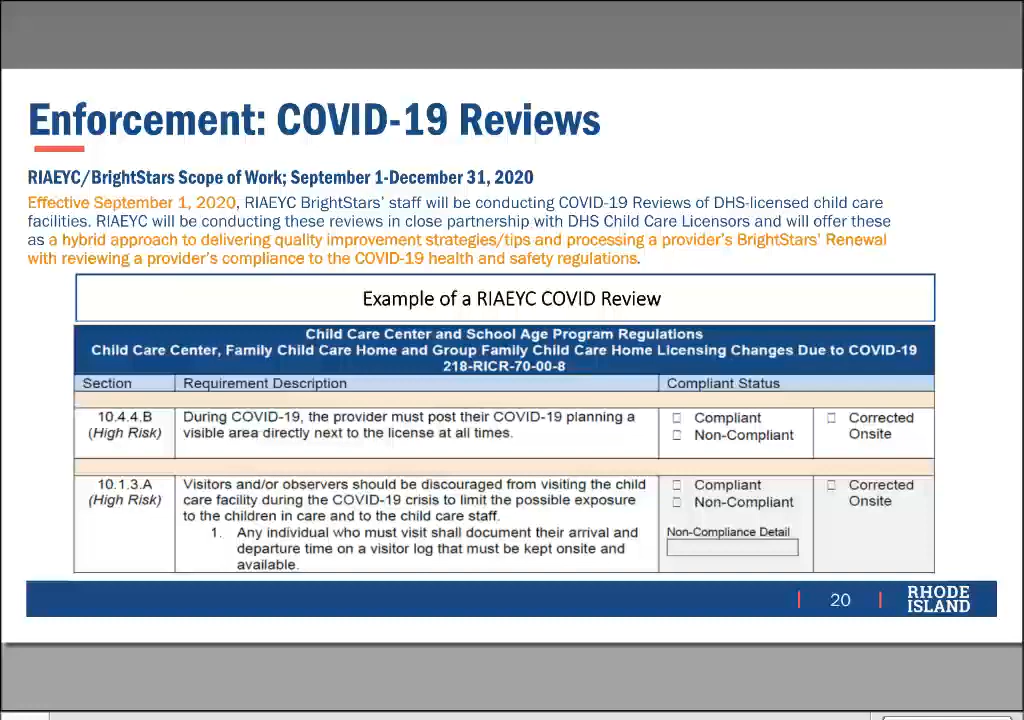 Enforcement: COVID-19 Reviews
RIAEYC/BrightStars Scope of Work; September 1-December 31, 2020
Effective September 1, 2020, RIAEYC BrightStars' staff will be conducting COVID-19 Reviews of DHS-licensed child care
facilities. RIAEYC will be conducting these reviews in close partnership with DHS Child Care Licensors and will offer these
as a hybrid approach to delivering quality improvement strategies/tips and processing a provider's BrightStars' Renewal
with reviewing a provider's compliance to the COVID-19 health and safety regulations.
Example of a RIAEYC COVID Review
Child Care Center and School Age Program Regulations
Child Care Center, Family Child Care Home and Group Family Child Care Home Licensing Changes Due to COVID-19
218-RICR-70-00-8
Section Requirement Description Compliant Status
10.4.4.B During COVID-19, the provider must post their COVID-19 planning a ☐ Compliant ☐ Corrected
(High Risk) visible area directly next to the license at all times. ☐ Non-Compliant Onsite
10.1.3.A Visitors and/or observers should be discouraged from visiting the child ☐ Compliant ☐ Corrected
(High Risk) care facility during the COVID-19 crisis to limit the possible exposure ☐ Non-Compliant Onsite
to the children in care and to the child care staff.
1. Any individual who must visit shall document their arrival and Non-Compliance Detail
departure time on a visitor log that must be kept onsite and
available.
20 RHODE
ISLAND